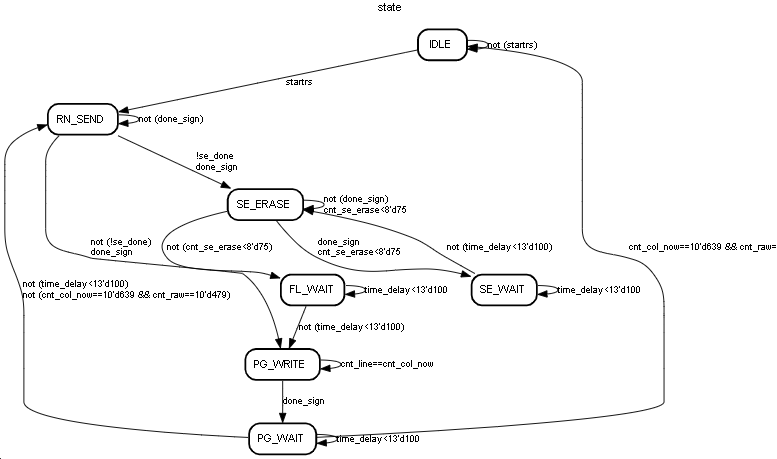 state
IDLE
not (startrs)
startrs
RN_SEND
not (done_sign)
!se_done
done_sign
SE_ERASE
not (done_sign)
cnt_se_erase<8'd75
not (!se_done)
done_sign
not (cnt_se_erase<8'd75)
done_sign
cnt_se_erase<8'd75
not (time_delay<13'd100)
cnt_col_now==10'd639 && cnt_raw=
not (time_delay<13'd100)
not (cnt_col_now==10'd639 && cnt_raw==10'd479)
FL_WAIT
time_delay<13'd100
SE_WAIT
time_delay<13'd100
not (time_delay<13'd100)
PG_WRITE
cnt_line==cnt_col_now
done_sign
PG_WAIT
time_delay<13'd100